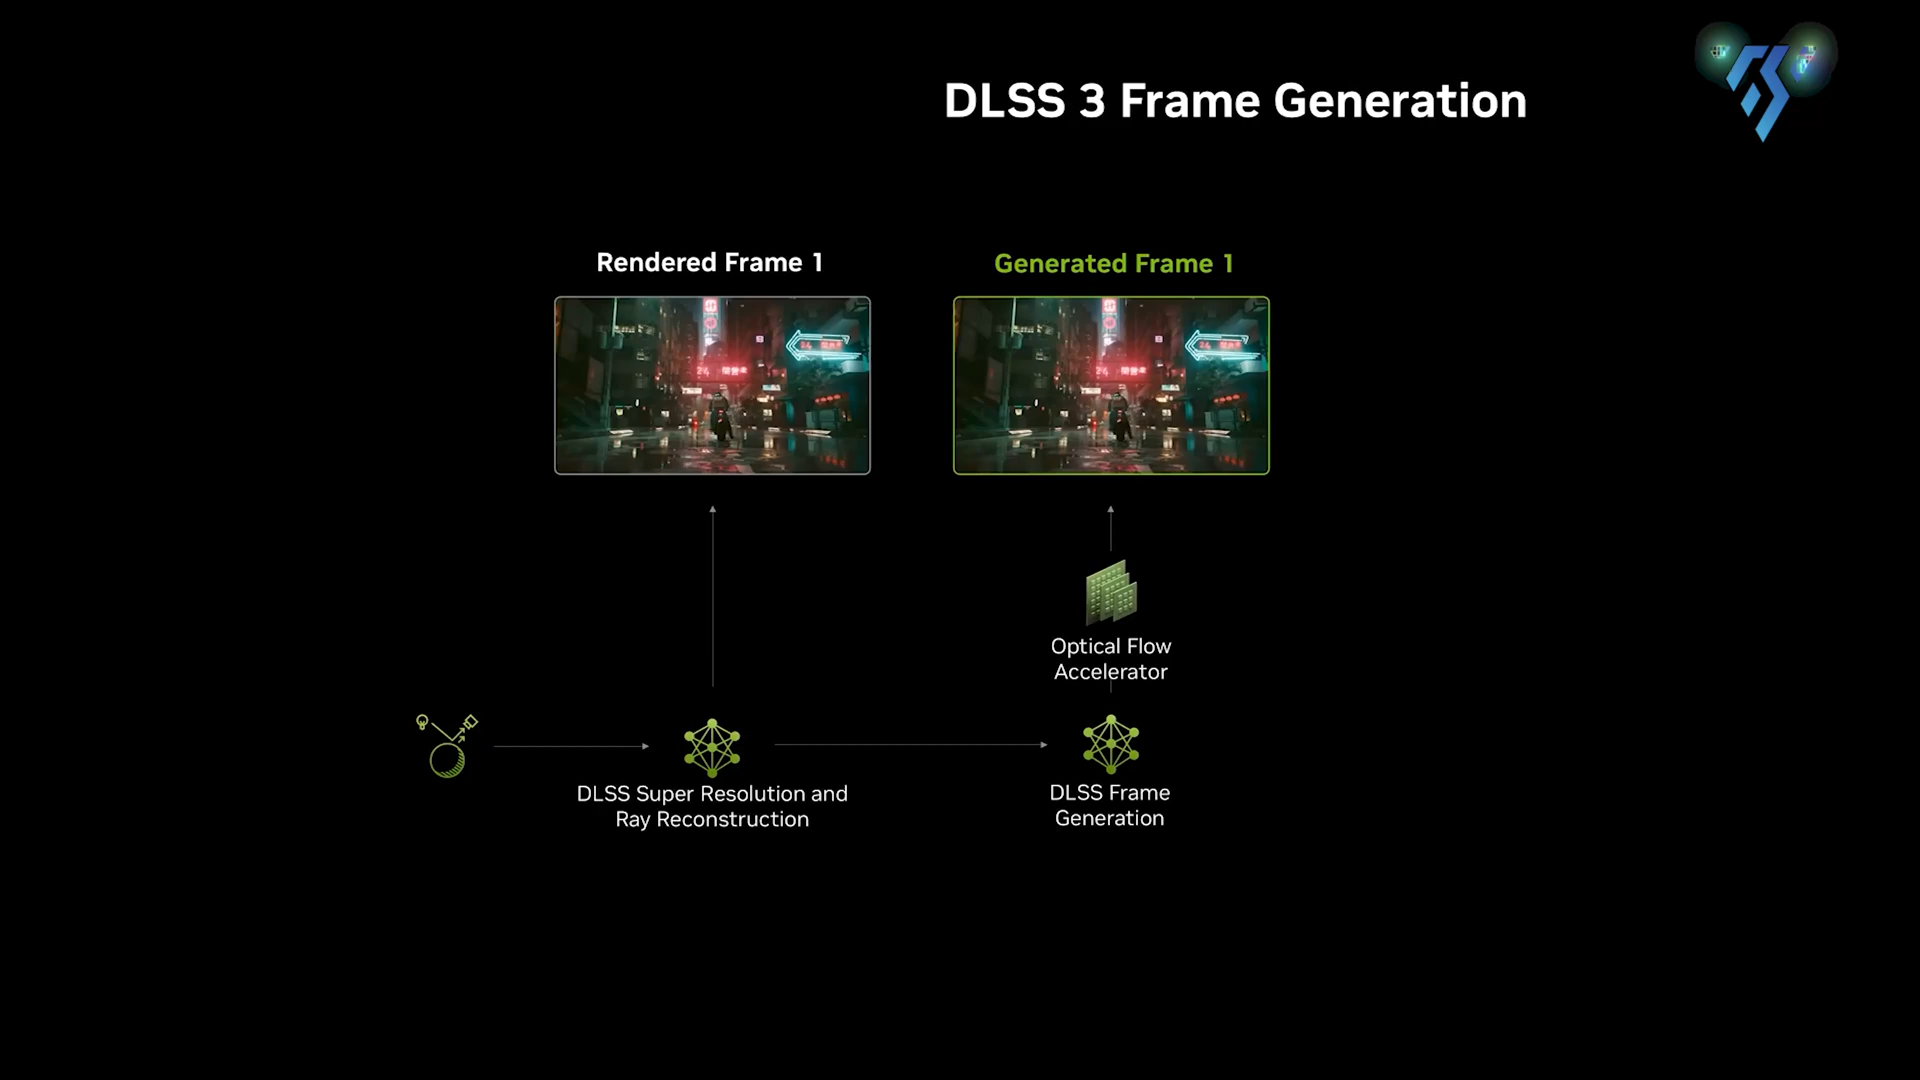 DLSS 3 Frame Generation
Rendered Frame 1
Generated Frame 1
Optical Flow
Accelerator
DLSS Super Resolution and
Ray Reconstruction
DLSS Frame
Generation